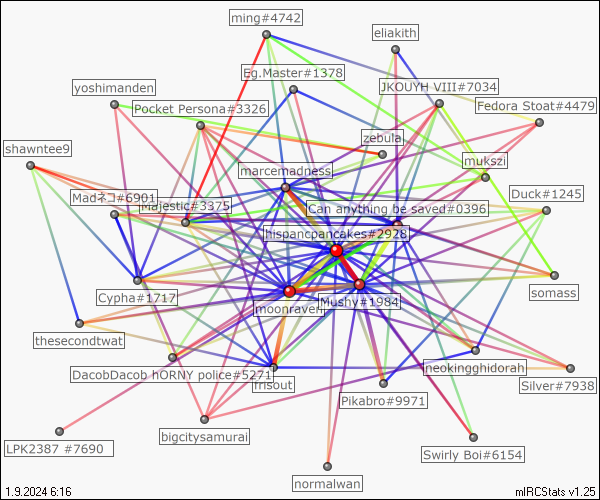 ming#4742
eliakith
Eg.Master#1378
yoshimanden
JKOUYH VIII#7034
Pocket Persona#3326
Fedora Stoat#4479
zebula
shawntee9
mukszi
marcemadness
Madネコ#6901
Majestic#3375
Duck#1245
Can anything be saved#0396
hispanicpancakes#2928
Cypha#1717
somass
moonraven
Mushy#1984
thesecondtwat
neokingghidorah
DacobDacob hORNY police#5271
frisout
Silver#7938
Pikabro#9971
bigcitysamurai
LPK2387 #7690
Swirly Boi#6154
normalwan
1.9.2024 6:16
mIRCStats v1.25